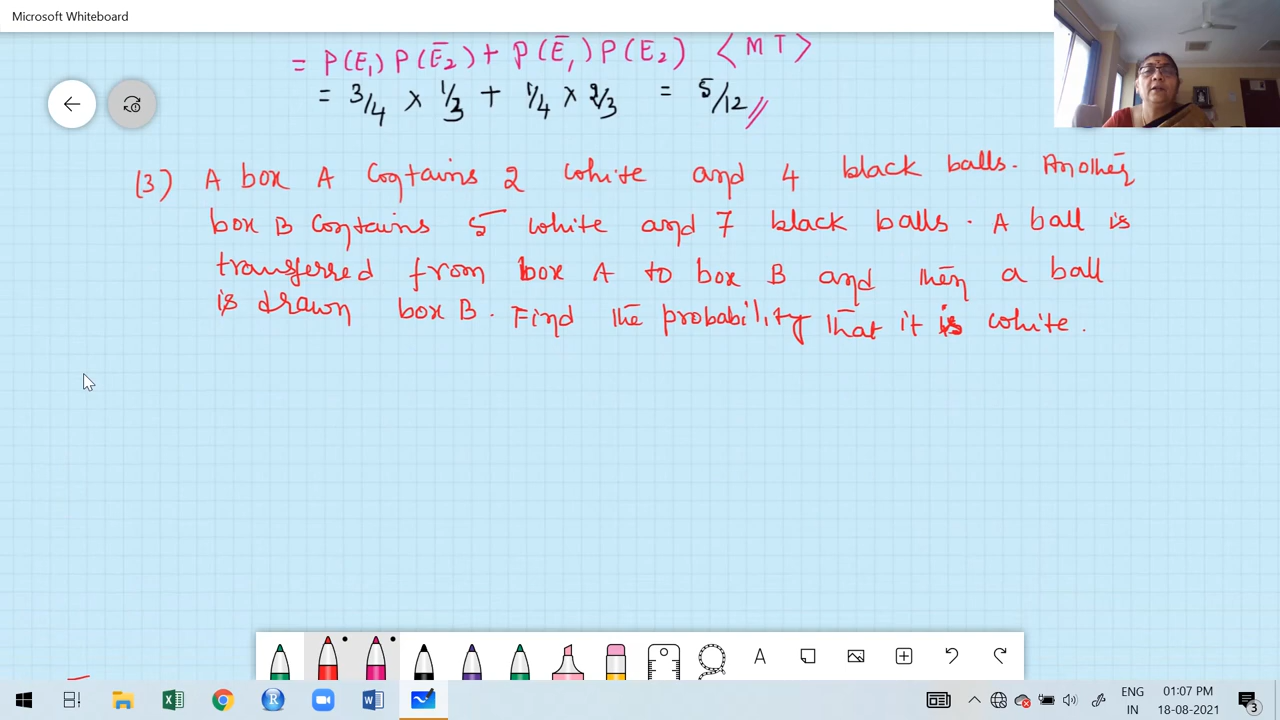 Microsoft Whiteboard
= P(E₁) P(Ē₂) + P(Ē₁) P(E₂) ⟨MT⟩
= 3/4 × 1/3 + 1/4 × 2/3 = 5/12 //
(3) A box A contains 2 white and 4 black balls. Another
box B contains 5 white and 7 black balls. A ball is
transferred from box A to box B and then a ball
is drawn box B. Find the probability that it is white.
A
ENG
IN
01:07 PM
18-08-2021
3